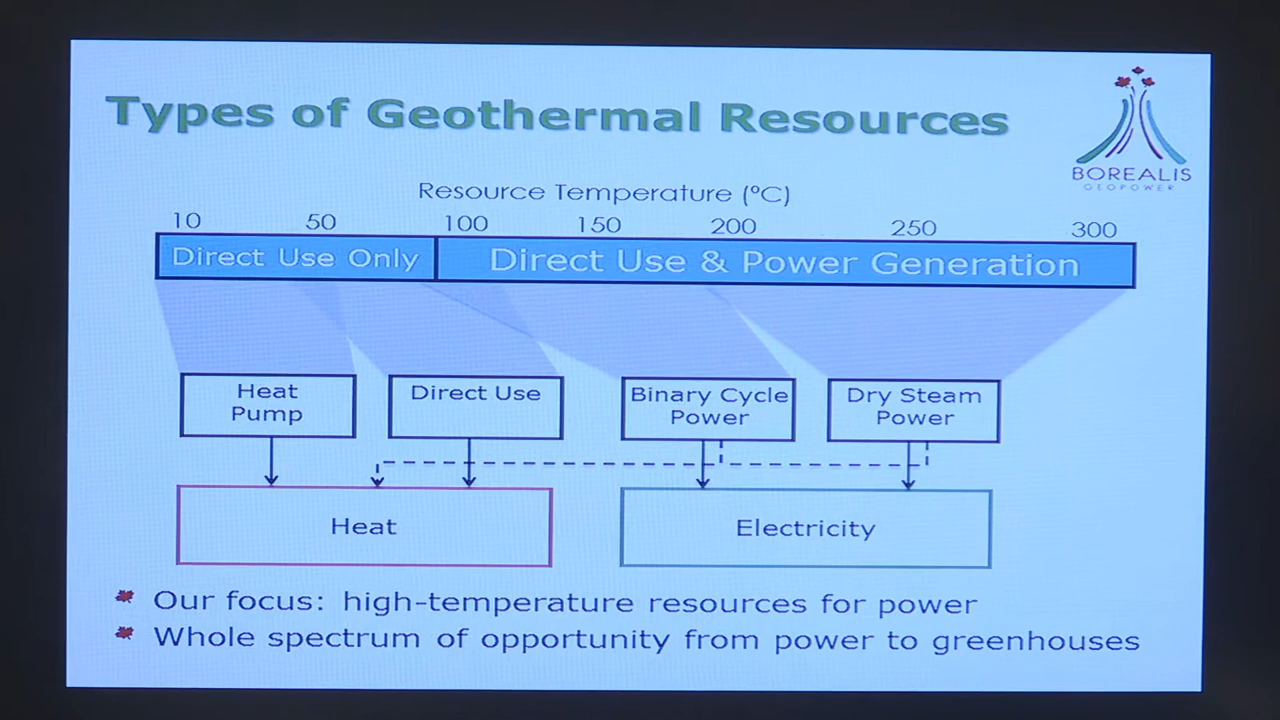 Types of Geothermal Resources
BOREALIS
GEOPOWER
Resource Temperature (°C)
10 50 100 150 200 250 300
Direct Use Only Direct Use & Power Generation
Heat
Pump
Direct Use
Binary Cycle
Power
Dry Steam
Power
Heat
Electricity
Our focus: high-temperature resources for power
Whole spectrum of opportunity from power to greenhouses